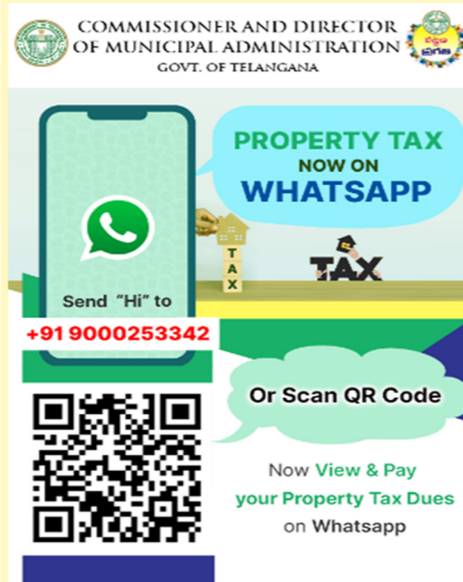 COMMISSIONER AND DIRECTOR
OF MUNICIPAL ADMINISTRATION
GOVT. OF TELANGANA
PROPERTY TAX
NOW ON
WHATSAPP
T
A
X
TAX
Send "Hi" to
+91 9000253342
Or Scan QR Code
Now View & Pay
your Property Tax Dues
on Whatsapp